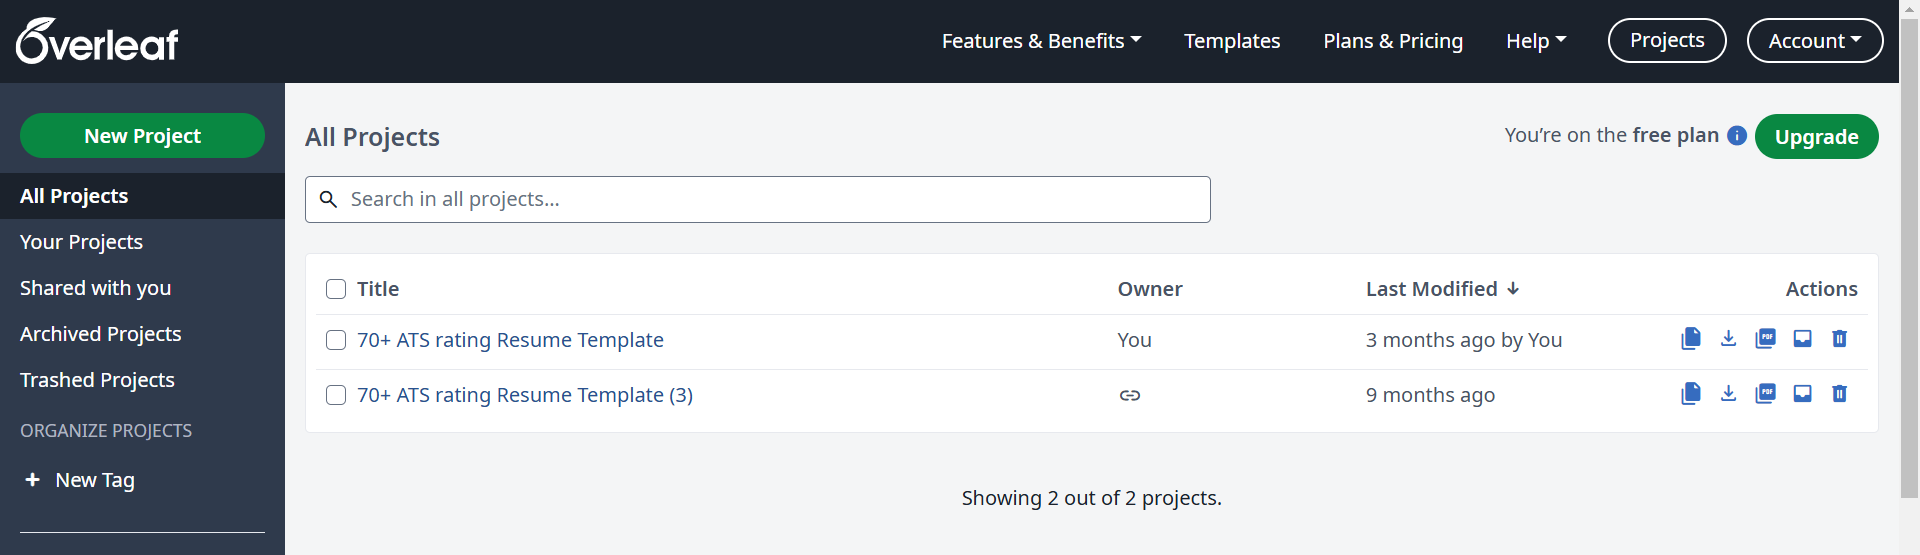 Overleaf
Features & Benefits
Templates
Plans & Pricing
Help
Projects
Account
New Project
All Projects
Your Projects
Shared with you
Archived Projects
Trashed Projects
ORGANIZE PROJECTS
+ New Tag
All Projects
You’re on the free plan
Upgrade
Search in all projects...
Title Owner Last Modified ↓ Actions
70+ ATS rating Resume Template You 3 months ago by You PDF
70+ ATS rating Resume Template (3) 9 months ago PDF
Showing 2 out of 2 projects.